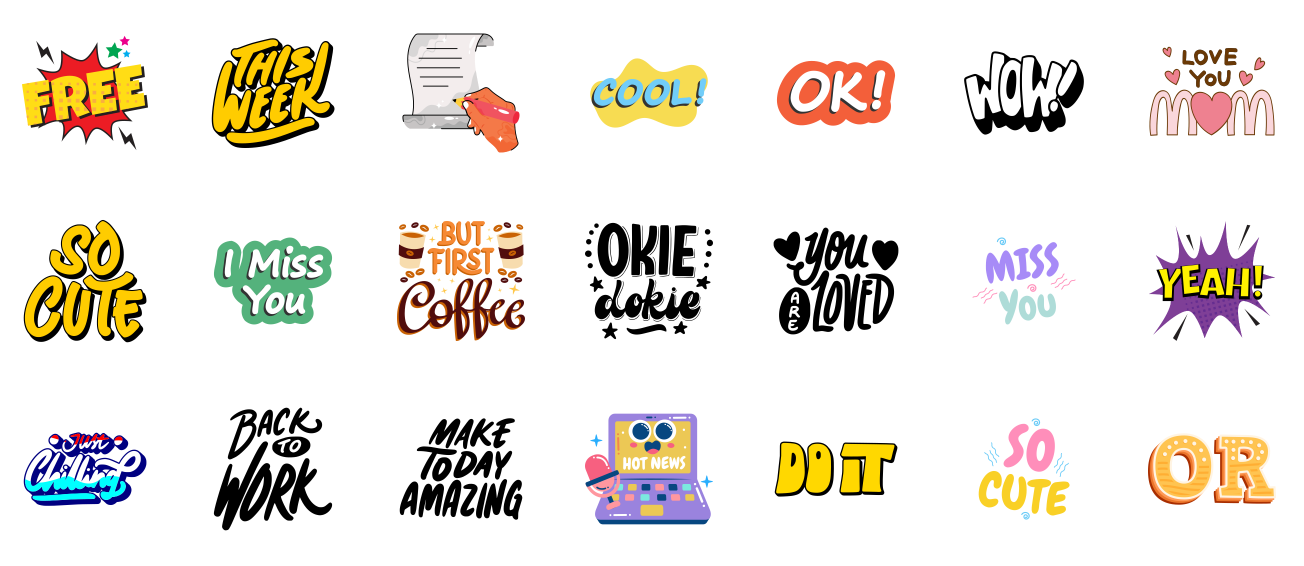 FREE
THIS
WEEK
COOL!
OK!
WOW!!
LOVE
YOU
MOM
SO
CUTE
I Miss
You
BUT
FIRST
Coffee
OKIE
dokie
you
ARE
LOVED
MISS
YOU
YEAH!
Just
Chilling
BACK
TO
WORK
MAKE
TODAY
AMAZING
HOT NEWS
DO IT
SO
CUTE
OR